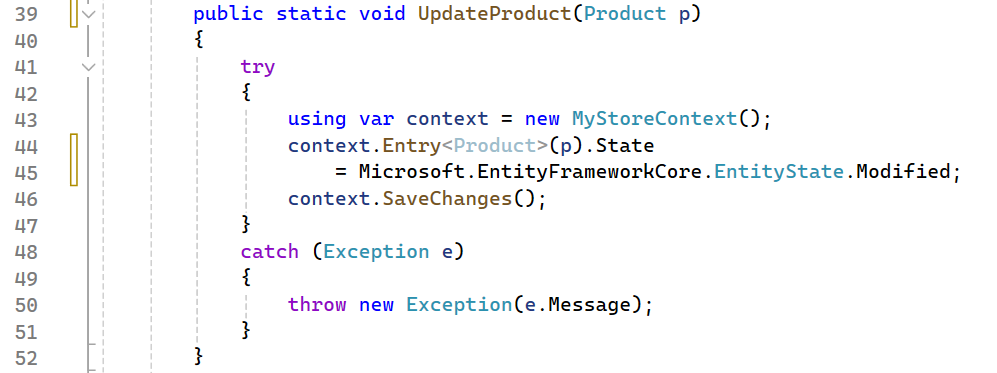 39 public static void UpdateProduct(Product p)
40 {
41 try
42 {
43 using var context = new MyStoreContext();
44 context.Entry<Product>(p).State
45 = Microsoft.EntityFrameworkCore.EntityState.Modified;
46 context.SaveChanges();
47 }
48 catch (Exception e)
49 {
50 throw new Exception(e.Message);
51 }
52 }